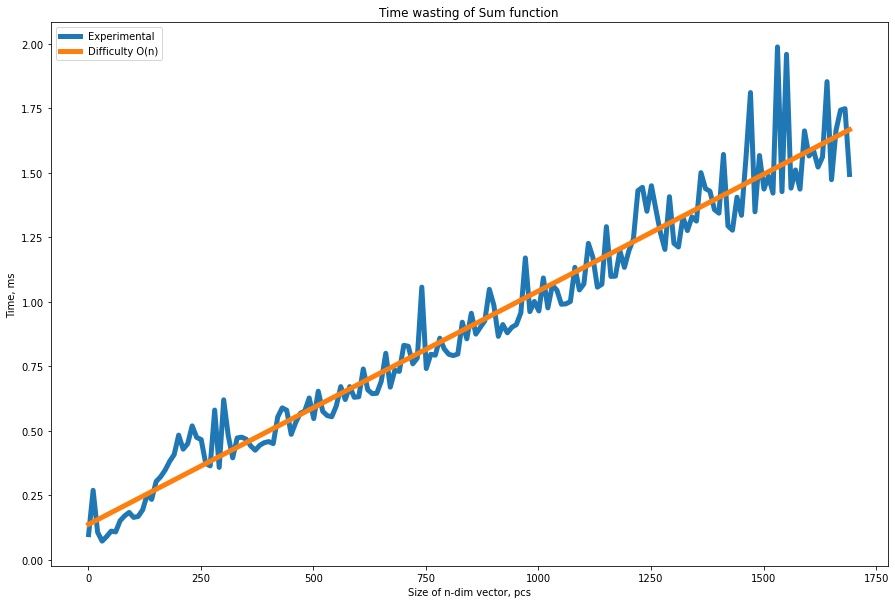 Time wasting of Sum function
Experimental
Difficulty O(n)
2.00
1.75
1.50
1.25
1.00
0.75
0.50
0.25
0.00
Time, ms
0 250 500 750 1000 1250 1500 1750
Size of n-dim vector, pcs